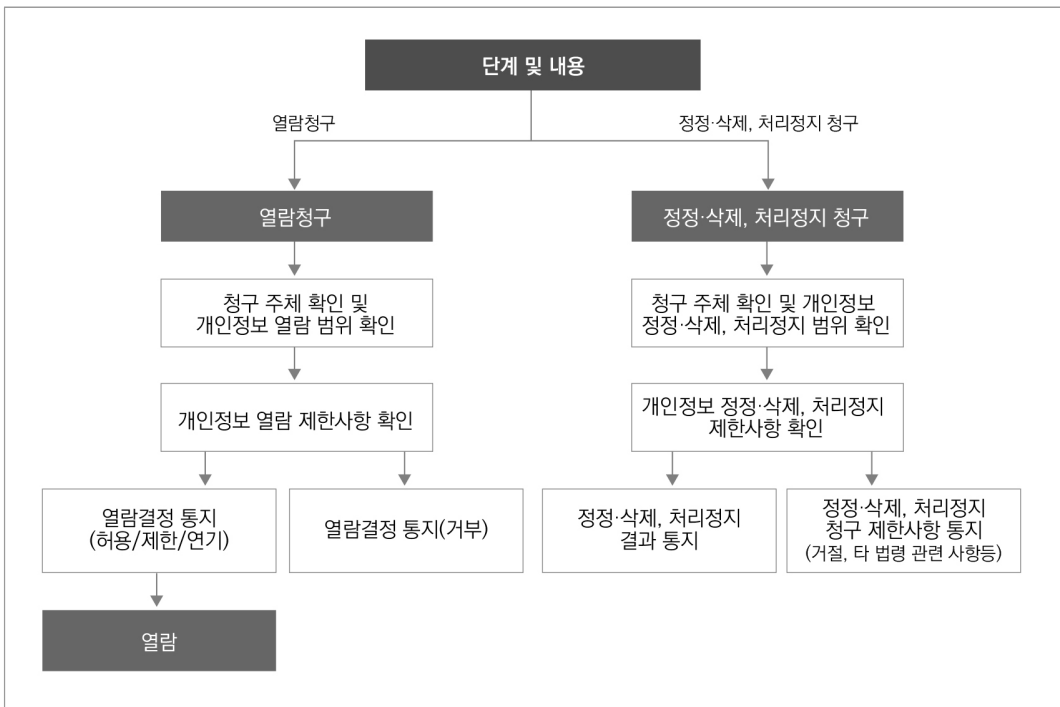 단계 및 내용
열람청구
정정·삭제, 처리정지 청구
열람청구
정정·삭제, 처리정지 청구
청구 주체 확인 및
개인정보 열람 범위 확인
청구 주체 확인 및 개인정보
정정·삭제, 처리정지 범위 확인
개인정보 열람 제한사항 확인
개인정보 정정·삭제, 처리정지
제한사항 확인
열람결정 통지
(허용/제한/연기)
열람결정 통지(거부)
정정·삭제, 처리정지
결과 통지
정정·삭제, 처리정지
청구 제한사항 통지
(거절, 타 법령 관련 사항등)
열람